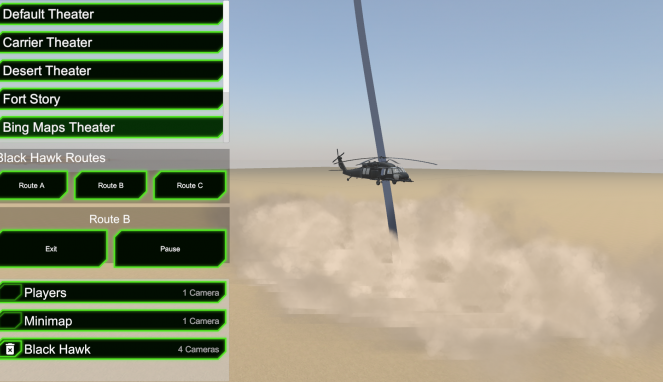 Default Theater
Carrier Theater
Desert Theater
Fort Story
Bing Maps Theater
Black Hawk Routes
Route A
Route B
Route C
Route B
Exit
Pause
Players 1 Camera
Minimap 1 Camera
Black Hawk 4 Cameras